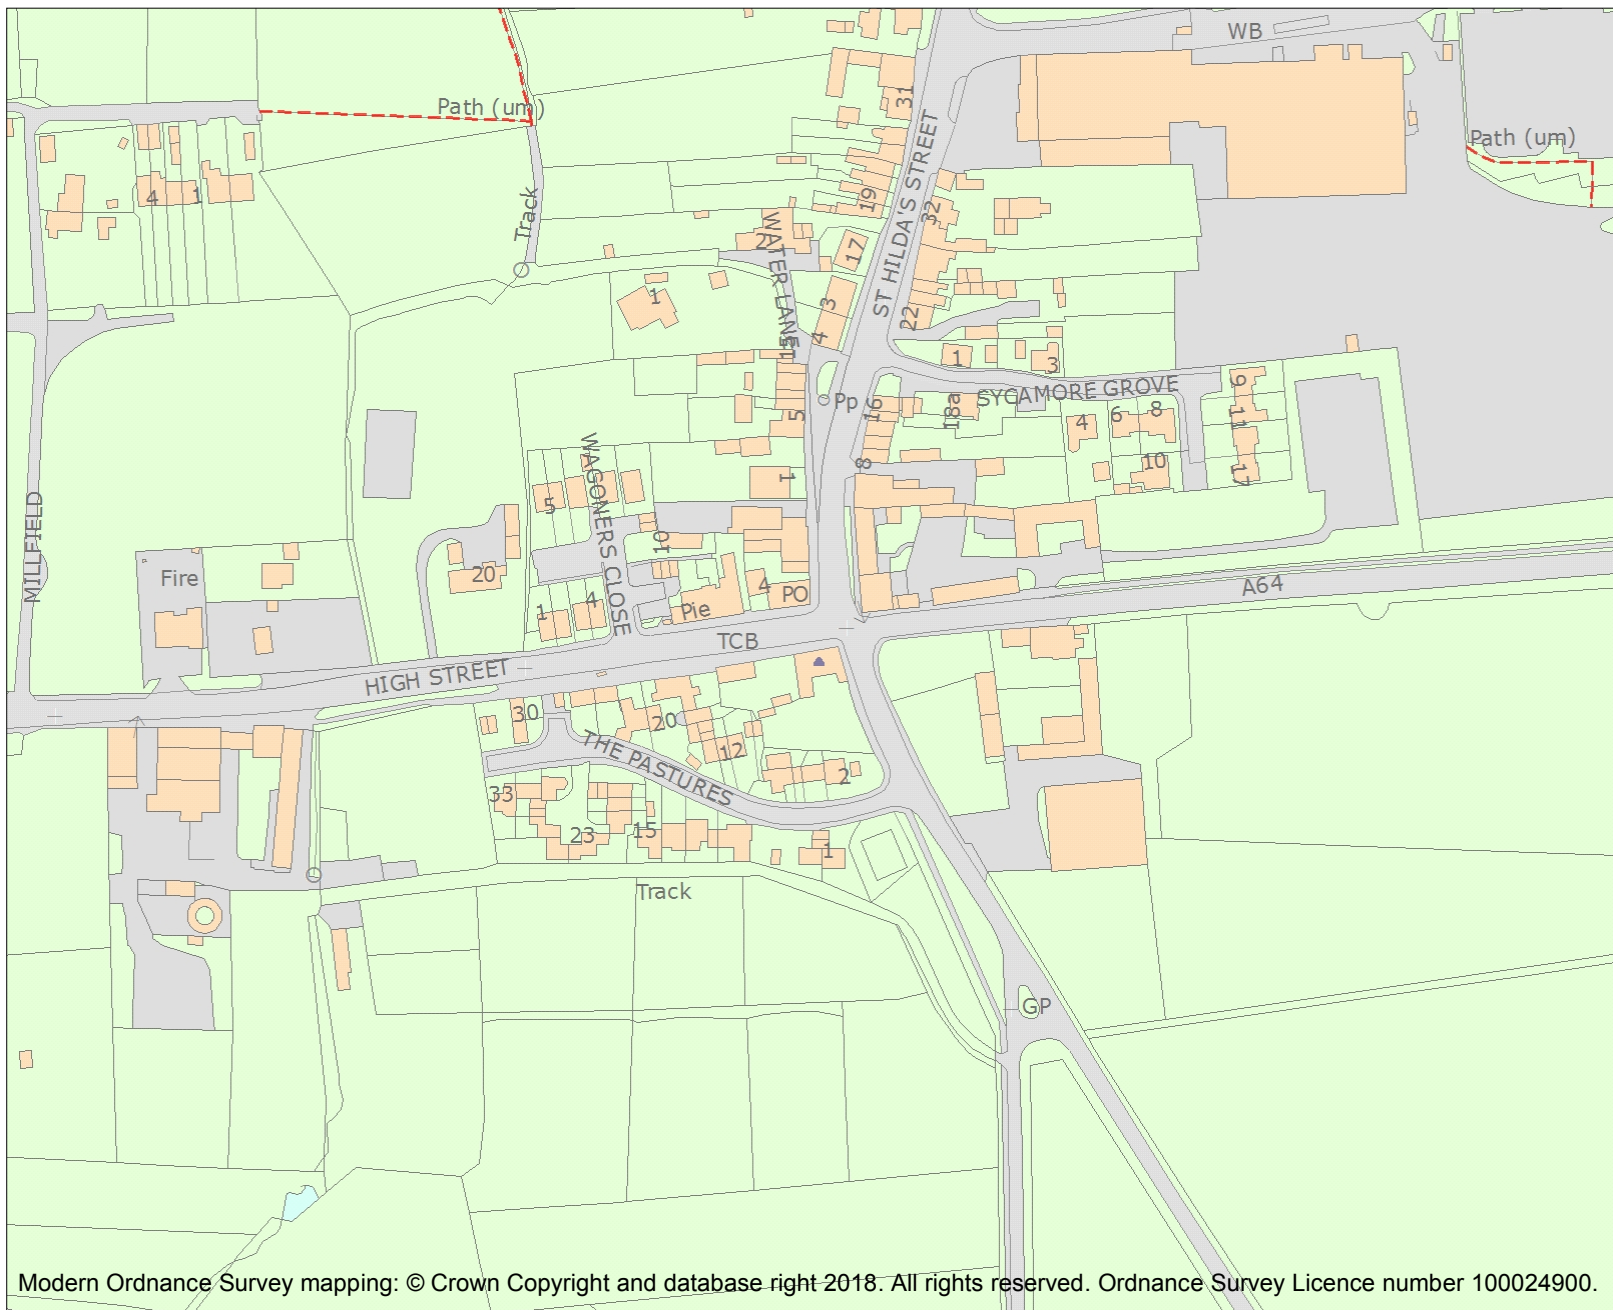 WB
Path (um)
31
Path (um)
ST HILDA'S STREET
4
1
19
32
Track
WATER LANE
2
17
1
3
22
4
15
1
3
SYCAMORE GROVE
9
Pp
16
18a
8
6
4
11
5
WAGONERS CLOSE
8
10
17
1
5
MILLFIELD
10
Fire
20
4
PO
A64
1
4
Pie
TCB
HIGH STREET
30
20
THE PASTURES
12
2
33
23
15
1
Track
GP
Modern Ordnance Survey mapping: © Crown Copyright and database right 2018. All rights reserved. Ordnance Survey Licence number 100024900.